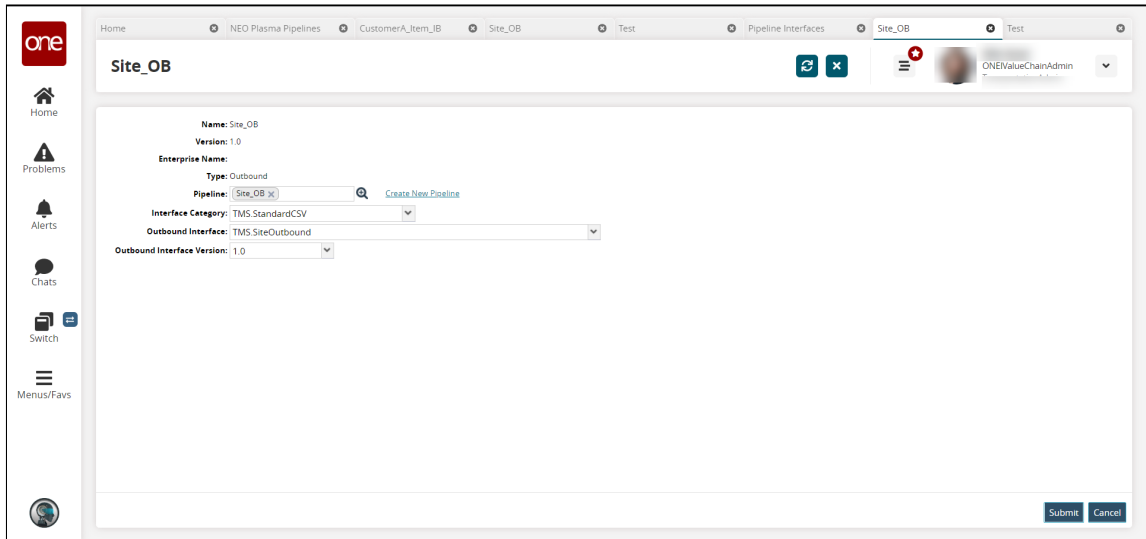 one
Home NEO Plasma Pipelines CustomerA_Item_IB Site_OB Test Pipeline Interfaces Site_OB Test
Site_OB
ONEIValueChainAdmin
Home
Problems
Alerts
Chats
Switch
Menus/Favs
Name: Site_OB
Version: 1.0
Enterprise Name:
Type: Outbound
Pipeline: Site_OB Create New Pipeline
Interface Category: TMS.StandardCSV
Outbound Interface: TMS.SiteOutbound
Outbound Interface Version: 1.0
Submit Cancel